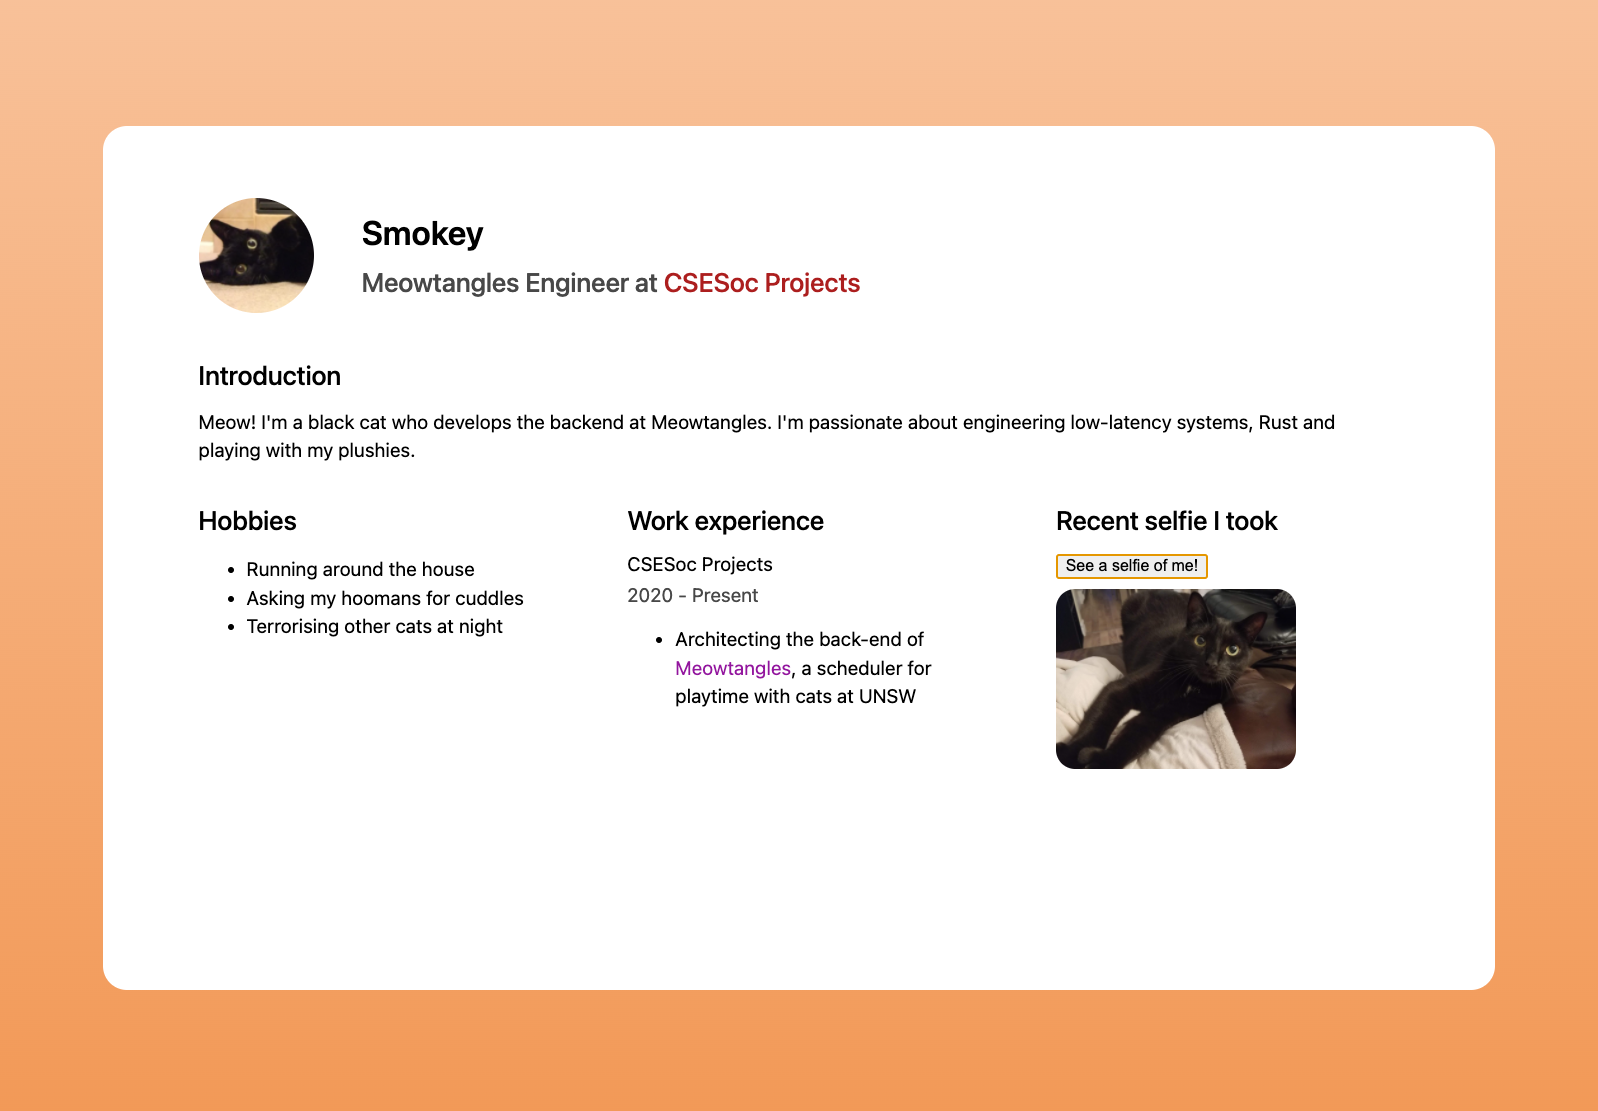 Smokey
Meowtangles Engineer at CSESoc Projects
Introduction
Meow! I'm a black cat who develops the backend at Meowtangles. I'm passionate about engineering low-latency systems, Rust and
playing with my plushies.
Hobbies
Running around the house
Asking my hoomans for cuddles
Terrorising other cats at night
Work experience
CSESoc Projects
2020 - Present
Architecting the back-end of
Meowtangles, a scheduler for
playtime with cats at UNSW
Recent selfie I took
See a selfie of me!